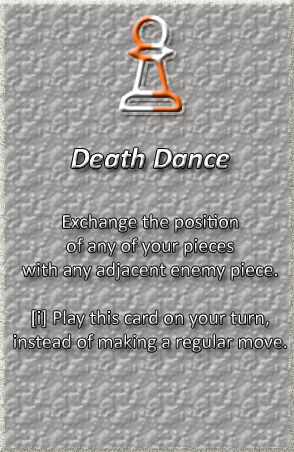 Death Dance
Exchange the position
of any of your pieces
with any adjacent enemy piece.
[i] Play this card on your turn,
instead of making a regular move.